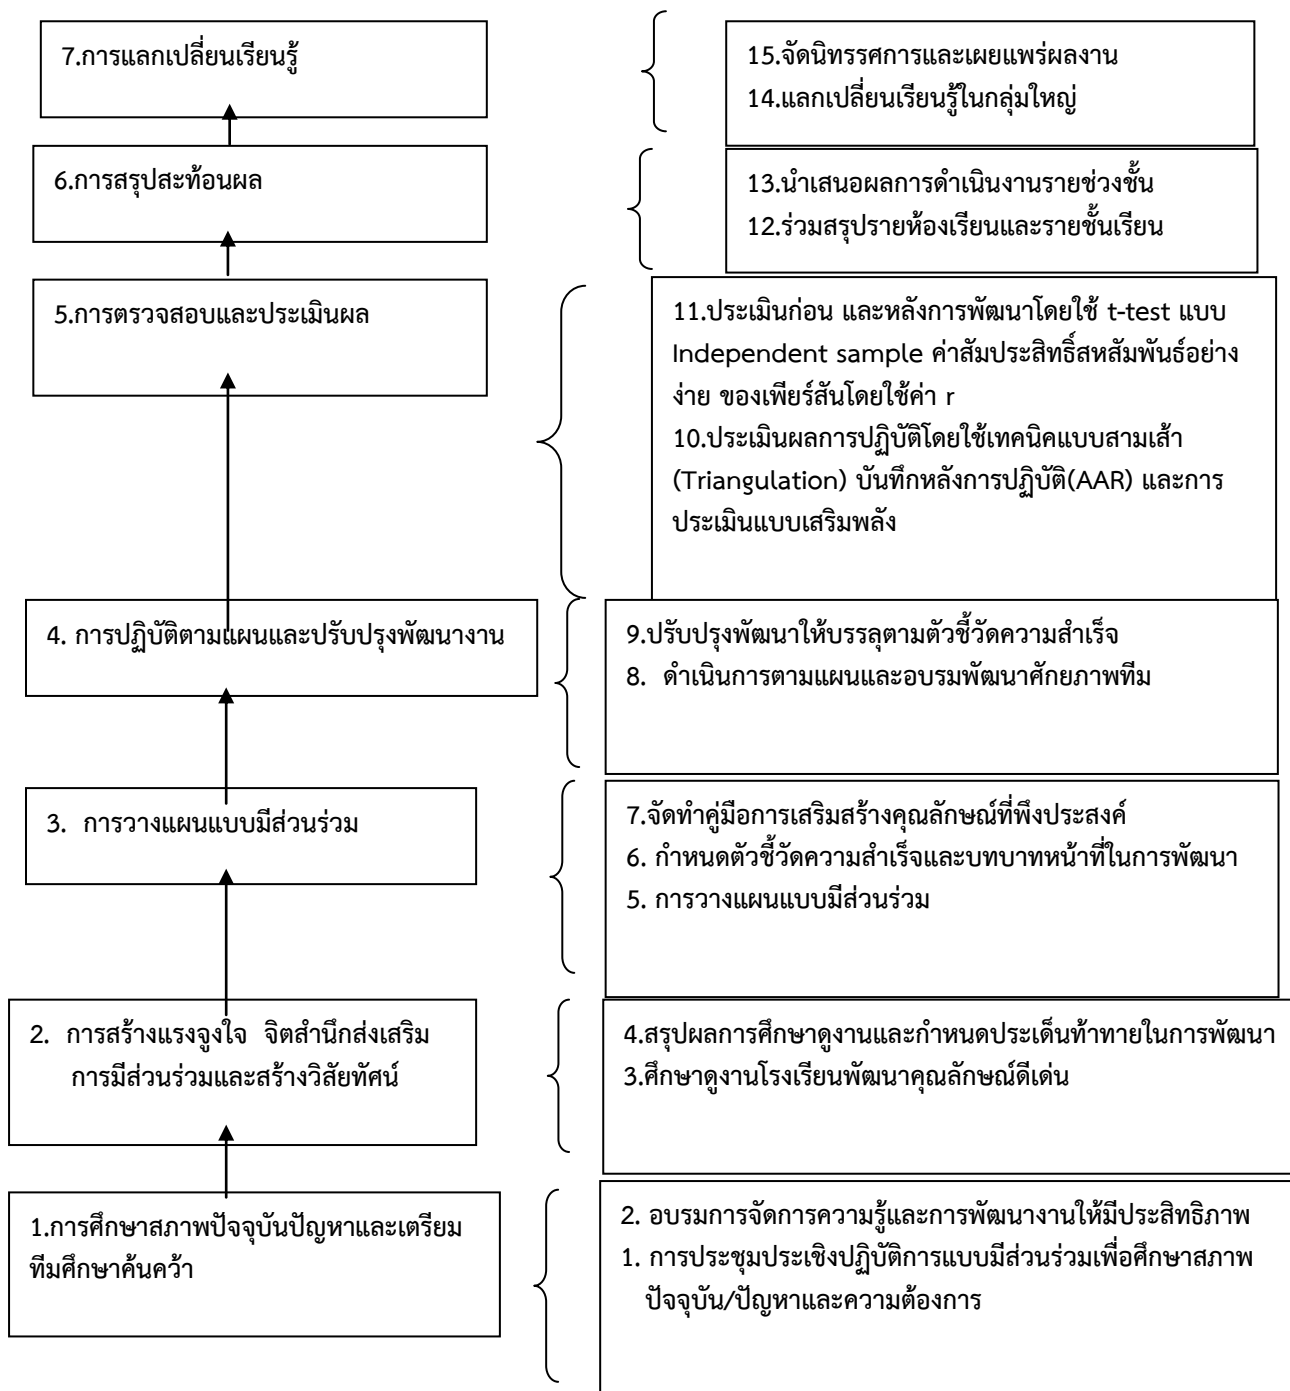 7.การแลกเปลี่ยนเรียนรู้
15.จัดนิทรรศการและเผยแพร่ผลงาน
14.แลกเปลี่ยนเรียนรู้ในกลุ่มใหญ่
6.การสรุปสะท้อนผล
13.นำเสนอผลการดำเนินงานรายช่วงชั้น
12.ร่วมสรุปรายห้องเรียนและรายชั้นเรียน
5.การตรวจสอบและประเมินผล
11.ประเมินก่อน และหลังการพัฒนาโดยใช้ t-test แบบ
Independent sample ค่าสัมประสิทธิ์สหสัมพันธ์อย่าง
ง่าย ของเพียร์สันโดยใช้ค่า r
10.ประเมินผลการปฏิบัติโดยใช้เทคนิคแบบสามเส้า
(Triangulation) บันทึกหลังการปฏิบัติ(AAR) และการ
ประเมินแบบเสริมพลัง
4. การปฏิบัติตามแผนและปรับปรุงพัฒนางาน
9.ปรับปรุงพัฒนาให้บรรลุตามตัวชี้วัดความสำเร็จ
8. ดำเนินการตามแผนและอบรมพัฒนาศักยภาพทีม
3. การวางแผนแบบมีส่วนร่วม
7.จัดทำคู่มือการเสริมสร้างคุณลักษณ์ที่พึงประสงค์
6. กำหนดตัวชี้วัดความสำเร็จและบทบาทหน้าที่ในการพัฒนา
5. การวางแผนแบบมีส่วนร่วม
2. การสร้างแรงจูงใจ จิตสำนึกส่งเสริม
การมีส่วนร่วมและสร้างวิสัยทัศน์
4.สรุปผลการศึกษาดูงานและกำหนดประเด็นท้าทายในการพัฒนา
3.ศึกษาดูงานโรงเรียนพัฒนาคุณลักษณ์ดีเด่น
1.การศึกษาสภาพปัจจุบันปัญหาและเตรียม
ทีมศึกษาค้นคว้า
2. อบรมการจัดการความรู้และการพัฒนางานให้มีประสิทธิภาพ
1. การประชุมประเชิงปฏิบัติการแบบมีส่วนร่วมเพื่อศึกษาสภาพ
ปัจจุบัน/ปัญหาและความต้องการ